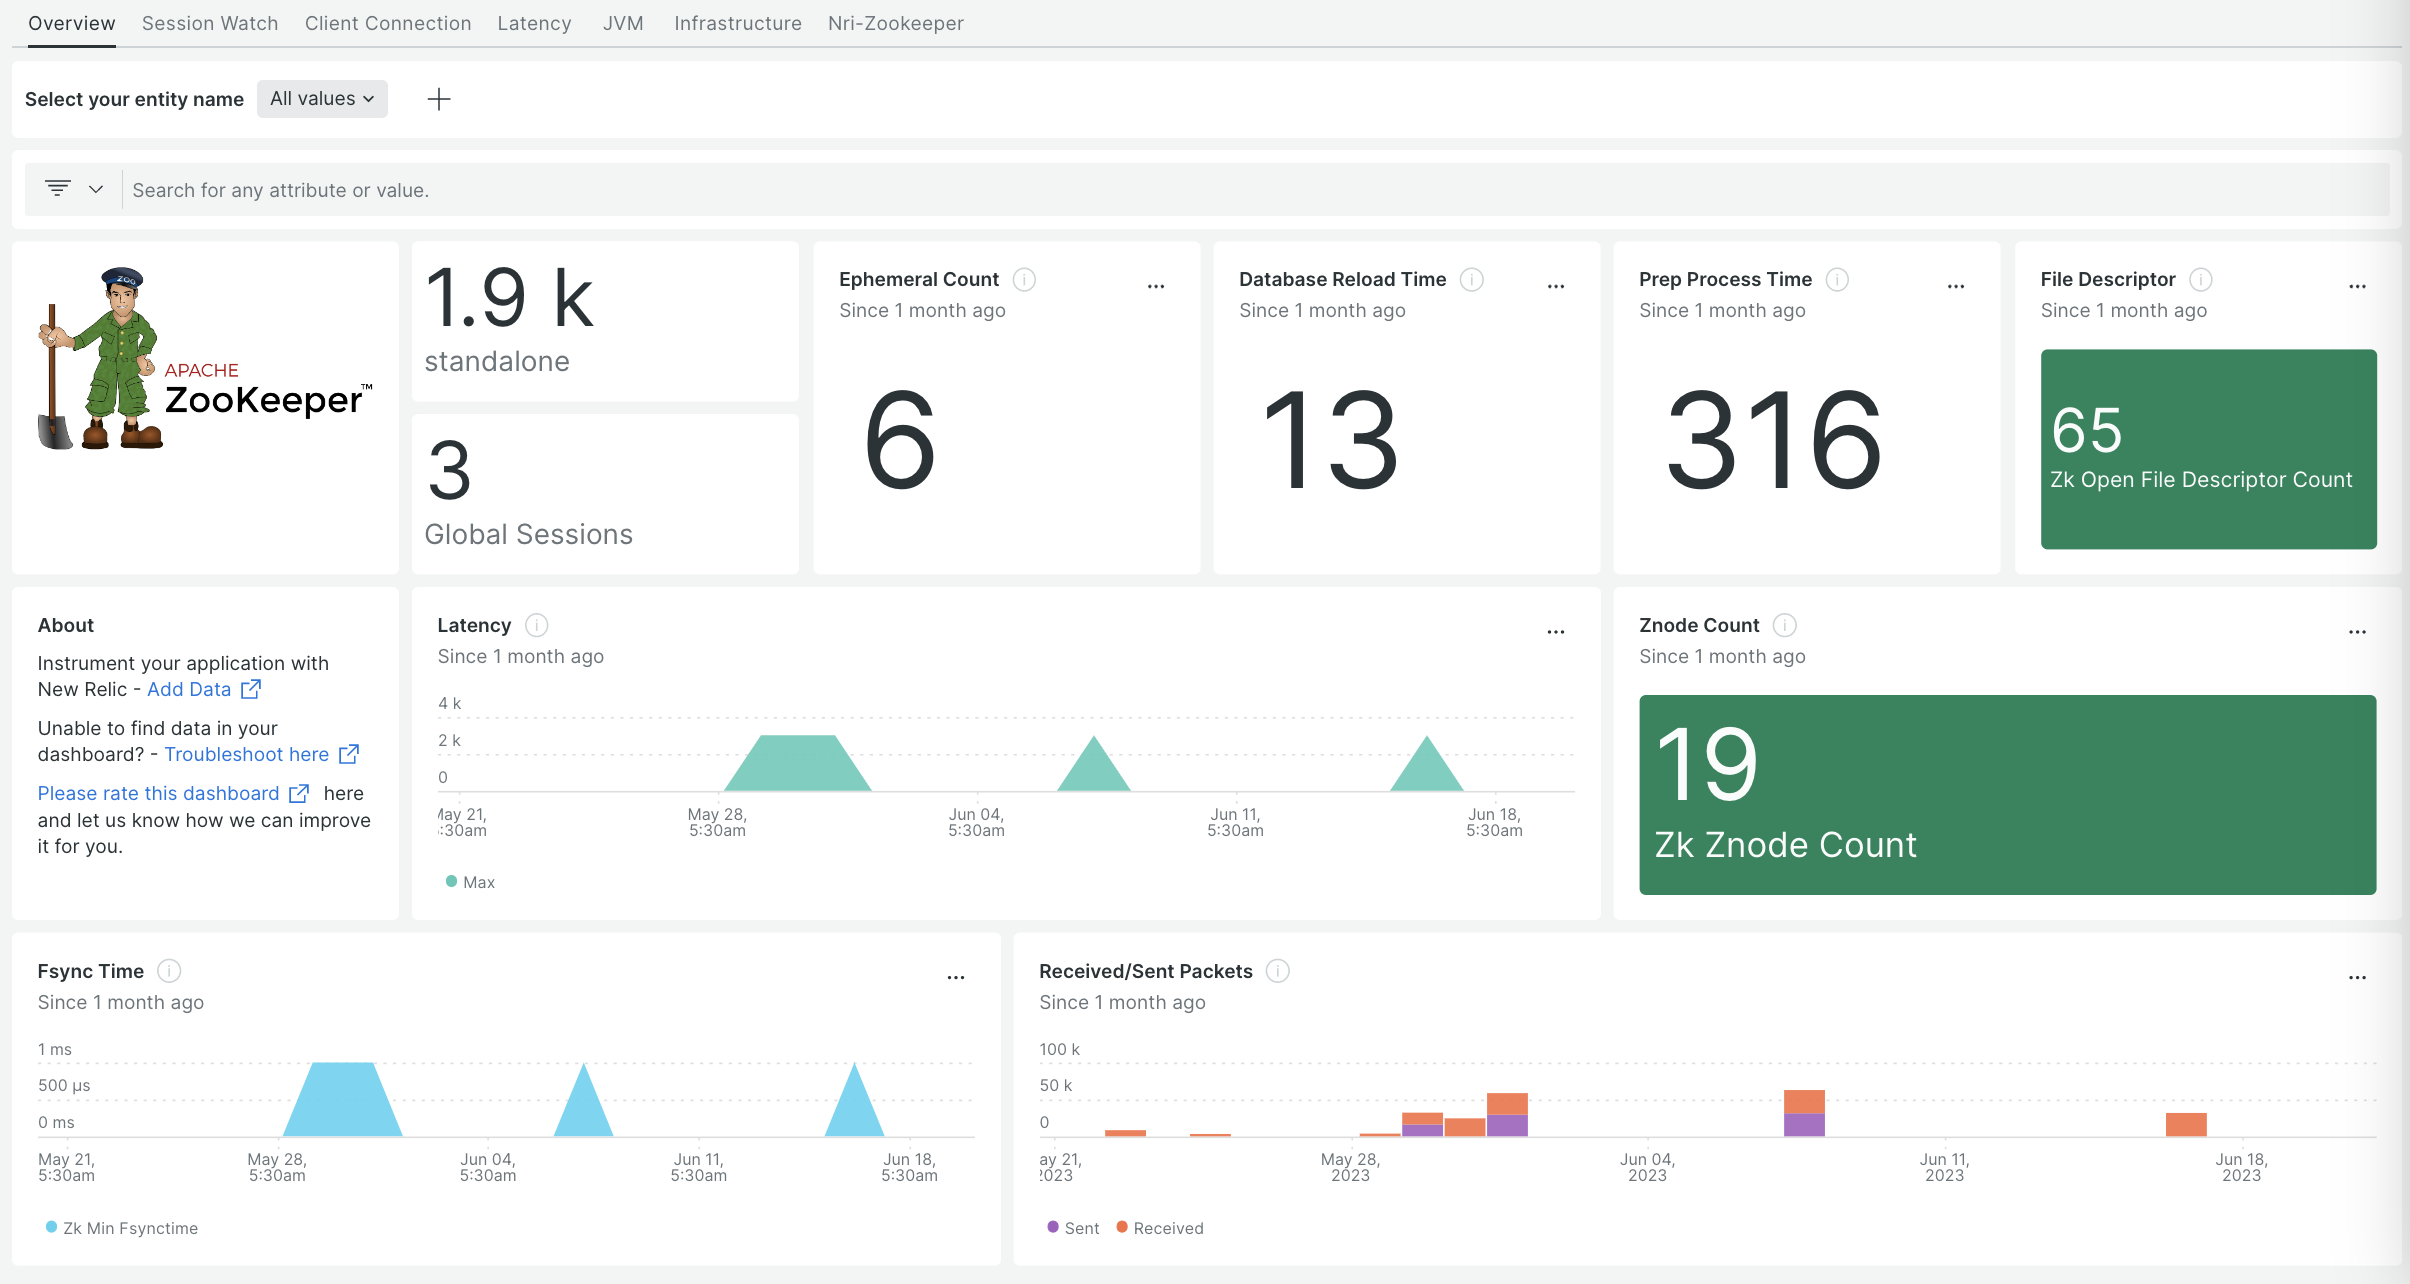 Overview Session Watch Client Connection Latency JVM Infrastructure Nri-Zookeeper
Select your entity name All values
Search for any attribute or value.
ZOO
APACHE
ZooKeeper™
1.9 k
standalone
3
Global Sessions
Ephemeral Count
Since 1 month ago
6
Database Reload Time
Since 1 month ago
13
Prep Process Time
Since 1 month ago
316
File Descriptor
Since 1 month ago
65
Zk Open File Descriptor Count
About
Instrument your application with
New Relic - Add Data
Unable to find data in your
dashboard? - Troubleshoot here
Please rate this dashboard here
and let us know how we can improve
it for you.
Latency
Since 1 month ago
4 k
2 k
0
May 21, May 28, Jun 04, Jun 11, Jun 18,
:30am 5:30am 5:30am 5:30am 5:30am
Max
Znode Count
Since 1 month ago
19
Zk Znode Count
Fsync Time
Since 1 month ago
1 ms
500 µs
0 ms
May 21, May 28, Jun 04, Jun 11, Jun 18,
5:30am 5:30am 5:30am 5:30am 5:30am
Zk Min Fsynctime
Received/Sent Packets
Since 1 month ago
100 k
50 k
0
ay 21, May 28, Jun 04, Jun 11, Jun 18,
2023 2023 2023 2023 2023
Sent Received